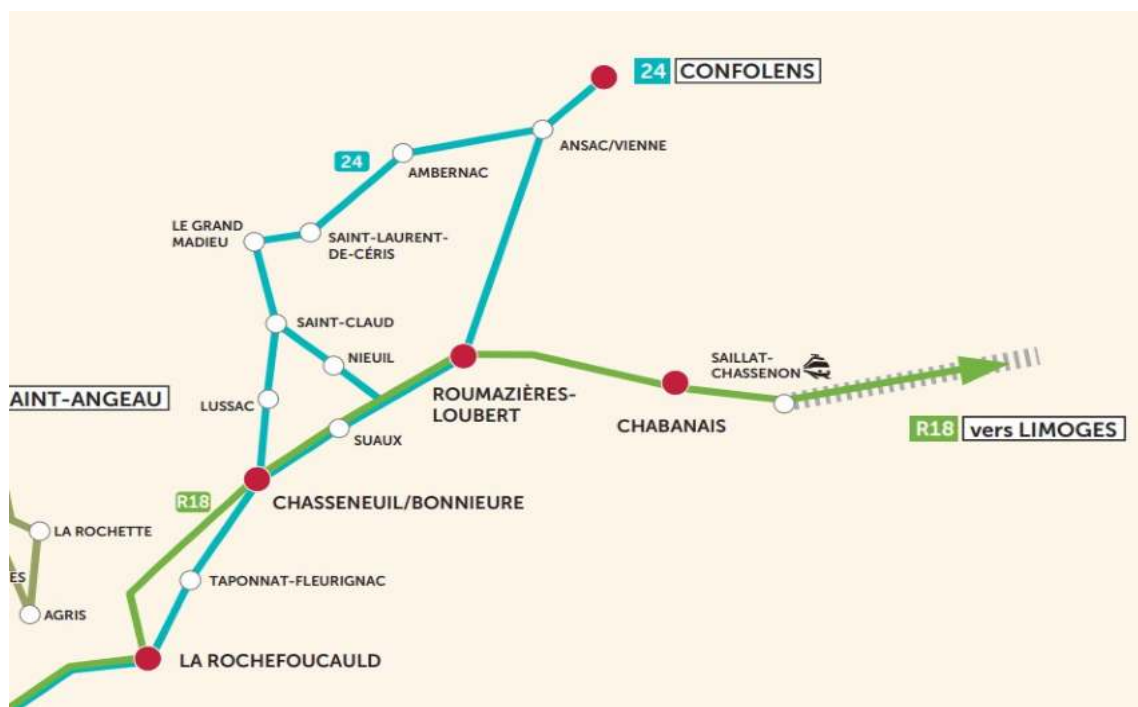 24 CONFOLENS
ANSAC/VIENNE
24
AMBERNAC
LE GRAND
MADIEU
SAINT-LAURENT-
DE-CÉRIS
SAINT-CLAUD
NIEUIL
SAILLAT-
CHASSENON
AINT-ANGEAU
LUSSAC
ROUMAZIÈRES-
LOUBERT
CHABANAIS
SUAUX
R18 vers LIMOGES
R18
CHASSENEUIL/BONNIEURE
LA ROCHETTE
ES
TAPONNAT-FLEURIGNAC
AGRIS
LA ROCHEFOUCAULD